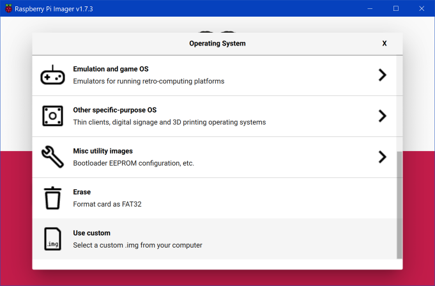 Raspberry Pi Imager v1.7.3
Operating System
X
Emulation and game OS
Emulators for running retro-computing platforms
Other specific-purpose OS
Thin clients, digital signage and 3D printing operating systems
Misc utility images
Bootloader EEPROM configuration, etc.
Erase
Format card as FAT32
Use custom
.img
Select a custom .img from your computer